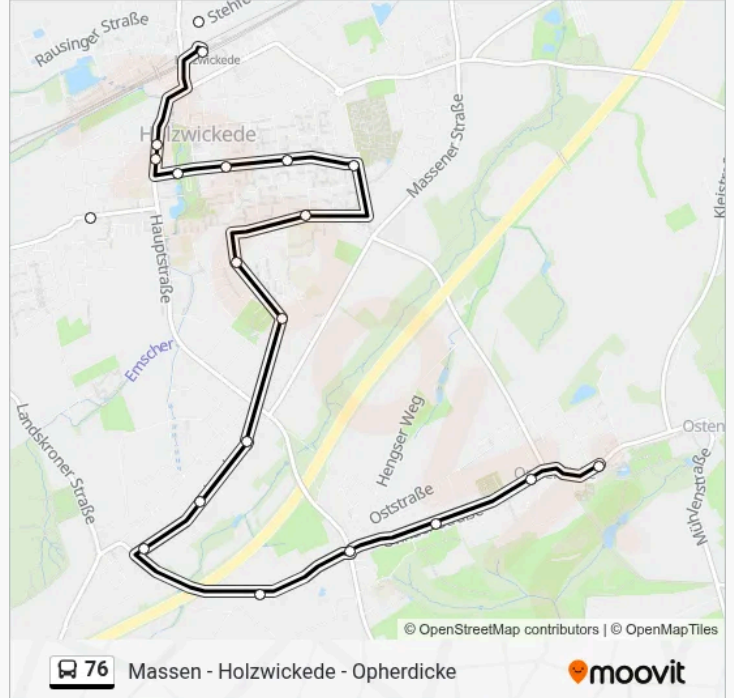 Rausinger Straße
Holzwickede
Massener Straße
Hauptstraße
Emscher
Landskroner Straße
Hengser Weg
Oststraße
Osten
© OpenStreetMap contributors | © OpenMapTiles
76 Massen - Holzwickede - Opherdicke
moovit